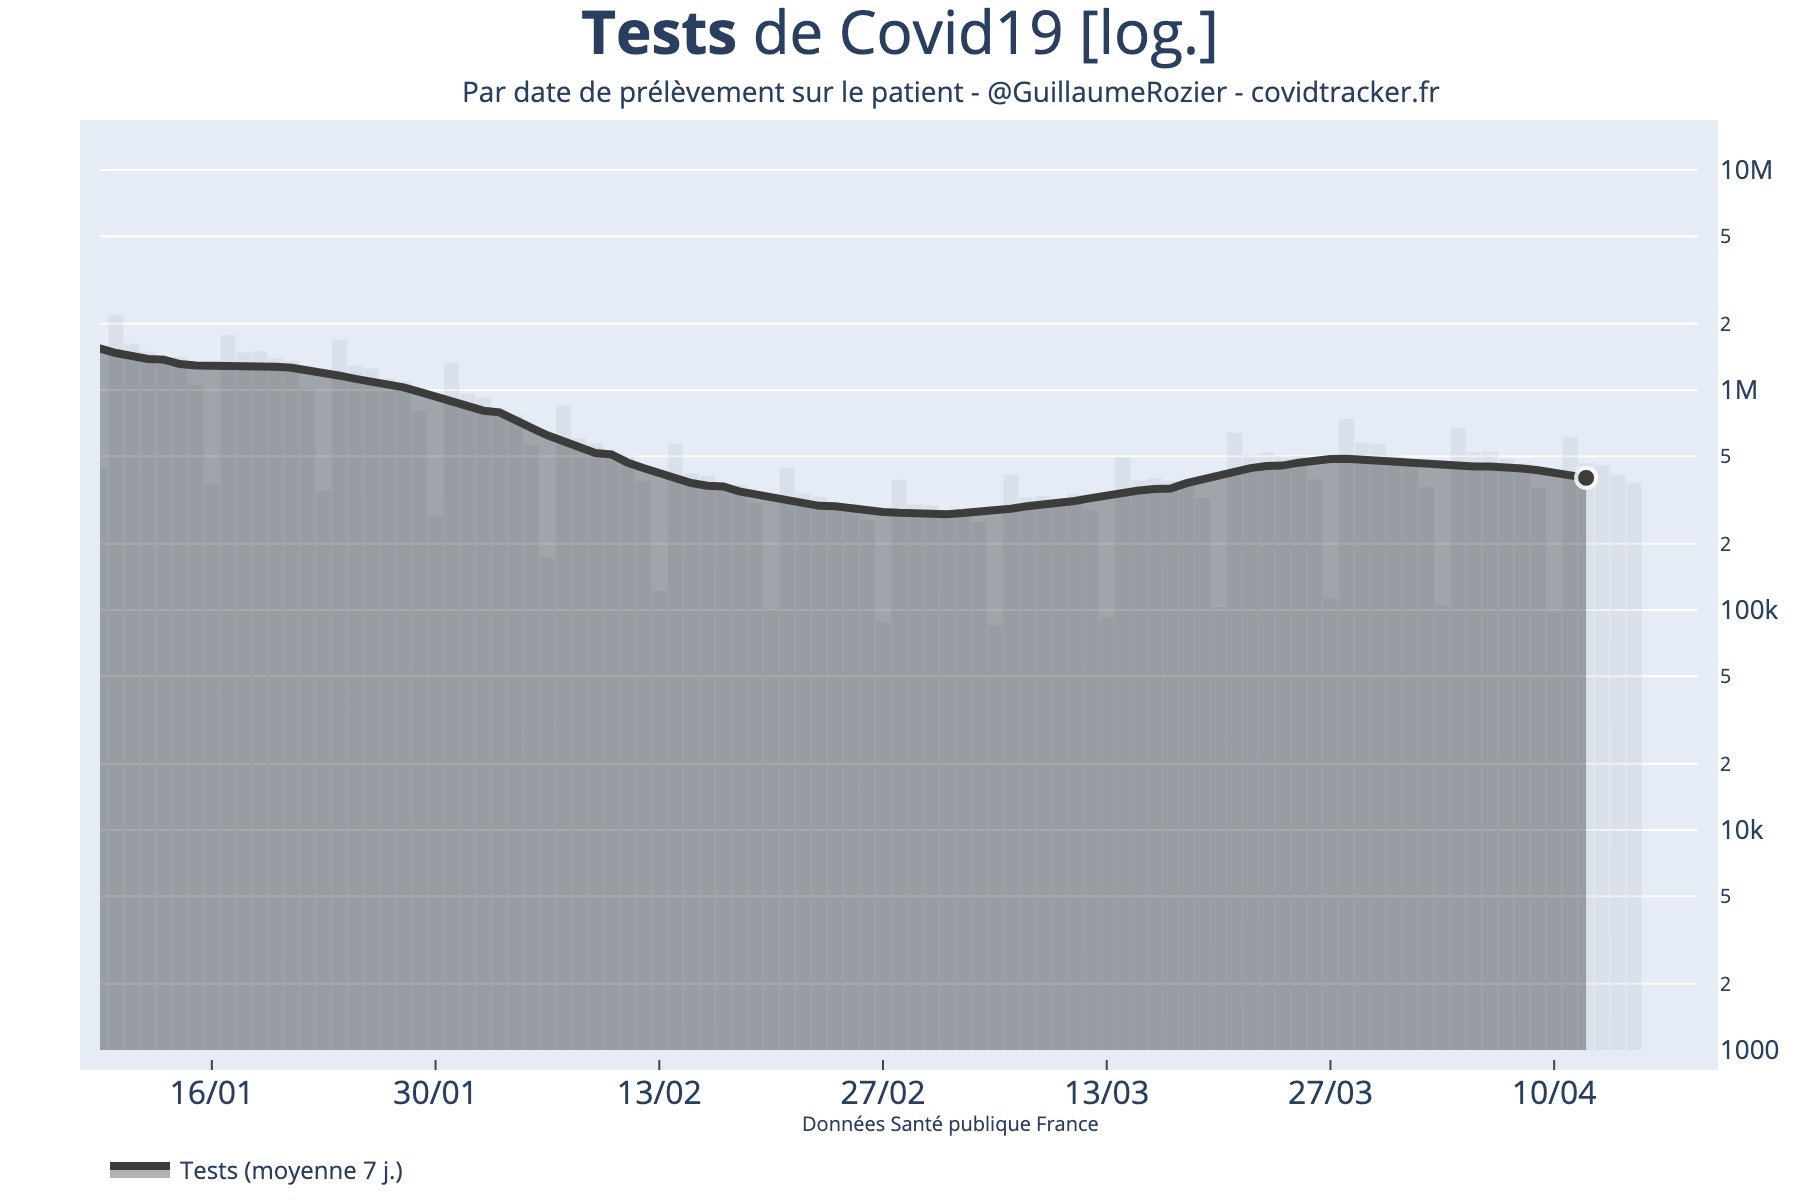 Tests de Covid19 [log.]
Par date de prélèvement sur le patient - @GuillaumeRozier - covidtracker.fr
10M
5
2
1M
5
2
100k
5
2
10k
5
2
1000
16/01 30/01 13/02 27/02 13/03 27/03 10/04
Données Santé publique France
Tests (moyenne 7 j.)